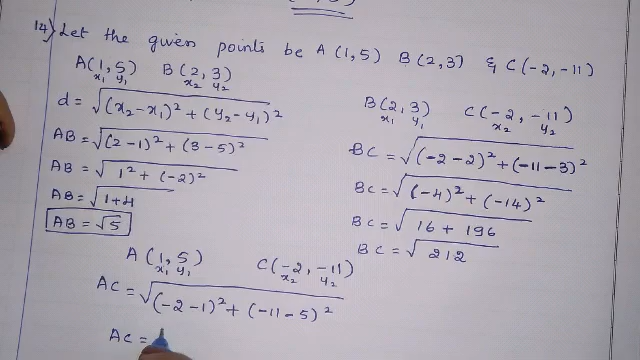 14) Let the given points be A(1,5) B(2,3) & C(-2,-11)
A(1,5) B(2,3)
x₁ y₁ x₂ y₂
d = √(x₂-x₁)² + (y₂-y₁)²
AB = √(2-1)² + (3-5)²
AB = √1² + (-2)²
AB = √1+4
AB = √5
B(2,3) C(-2,-11)
x₁ y₁ x₂ y₂
BC = √(-2-2)² + (-11-3)²
BC = √(-4)² + (-14)²
BC = √16 + 196
BC = √212
A(1,5) C(-2,-11)
x₁ y₁ x₂ y₂
AC = √(-2-1)² + (-11-5)²
AC =